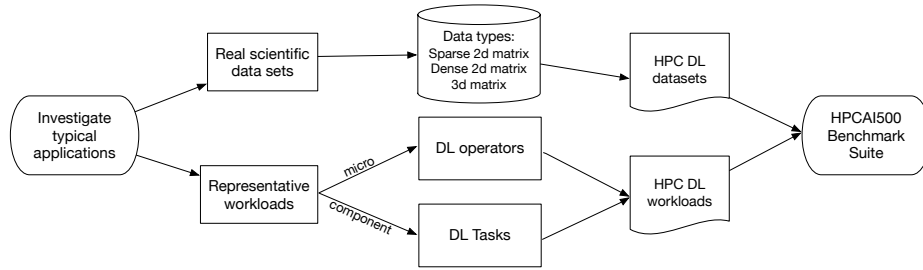 Investigate
typical
applications
Real scientific
data sets
Data types:
Sparse 2d matrix
Dense 2d matrix
3d matrix
HPC DL
datasets
Representative
workloads
micro
component
DL operators
DL Tasks
HPC DL
workloads
HPCAI500
Benchmark
Suite